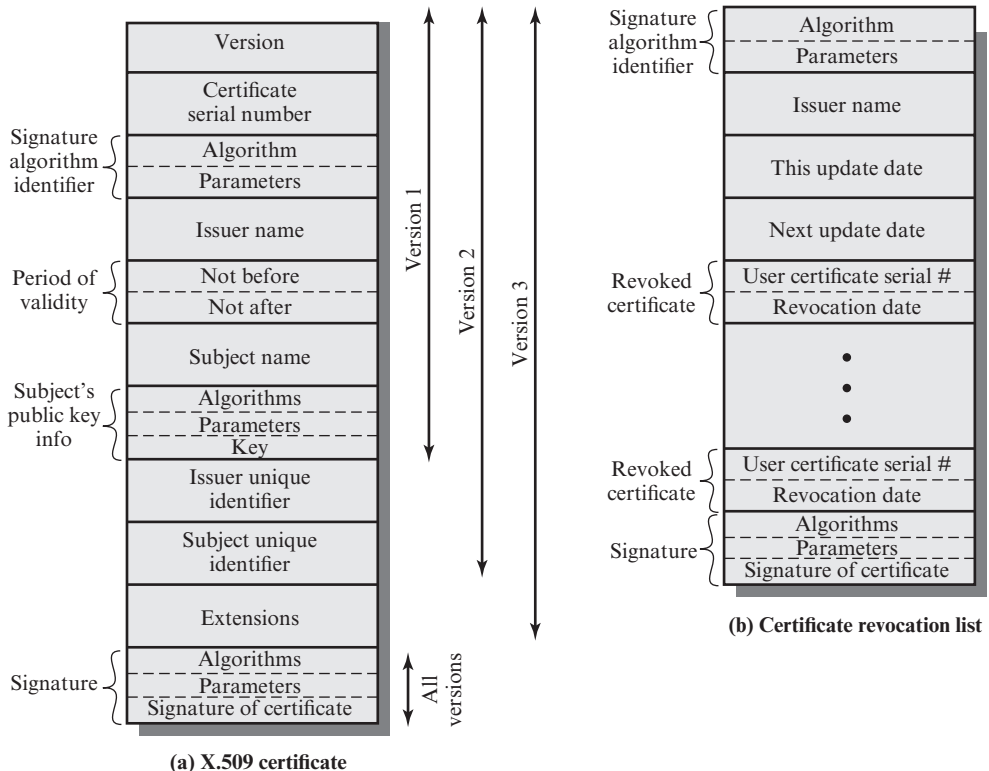 Version
Certificate
serial number
Signature
algorithm
identifier
Algorithm
Parameters
Issuer name
Period of
validity
Not before
Not after
Subject name
Subject's
public key
info
Algorithms
Parameters
Key
Issuer unique
identifier
Subject unique
identifier
Extensions
Signature
Algorithms
Parameters
Signature of certificate
Version 1
Version 2
Version 3
All
versions
(a) X.509 certificate
Signature
algorithm
identifier
Algorithm
Parameters
Issuer name
This update date
Next update date
Revoked
certificate
User certificate serial #
Revocation date
Revoked
certificate
User certificate serial #
Revocation date
Signature
Algorithms
Parameters
Signature of certificate
(b) Certificate revocation list